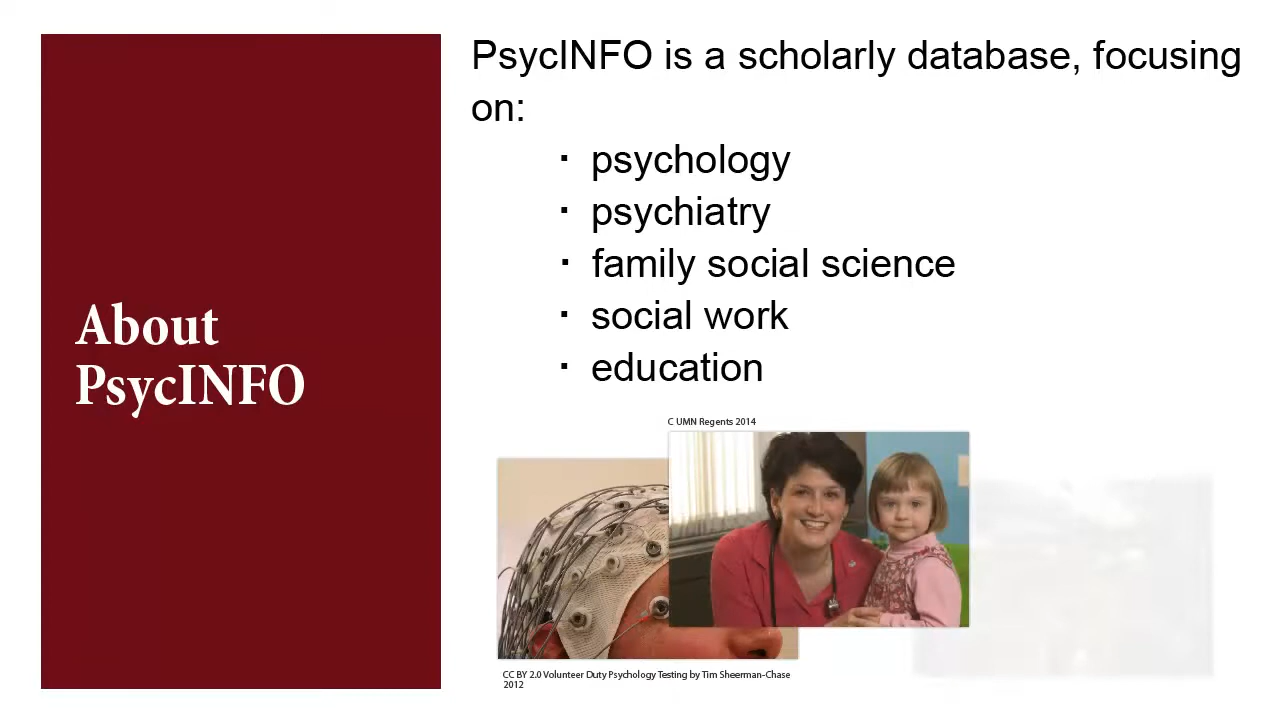 About
PsycINFO
PsycINFO is a scholarly database, focusing
on:
· psychology
· psychiatry
· family social science
· social work
· education
C UMN Regents 2014
CC BY 2.0 Volunteer Duty Psychology Testing by Tim Sheerman-Chase
2012